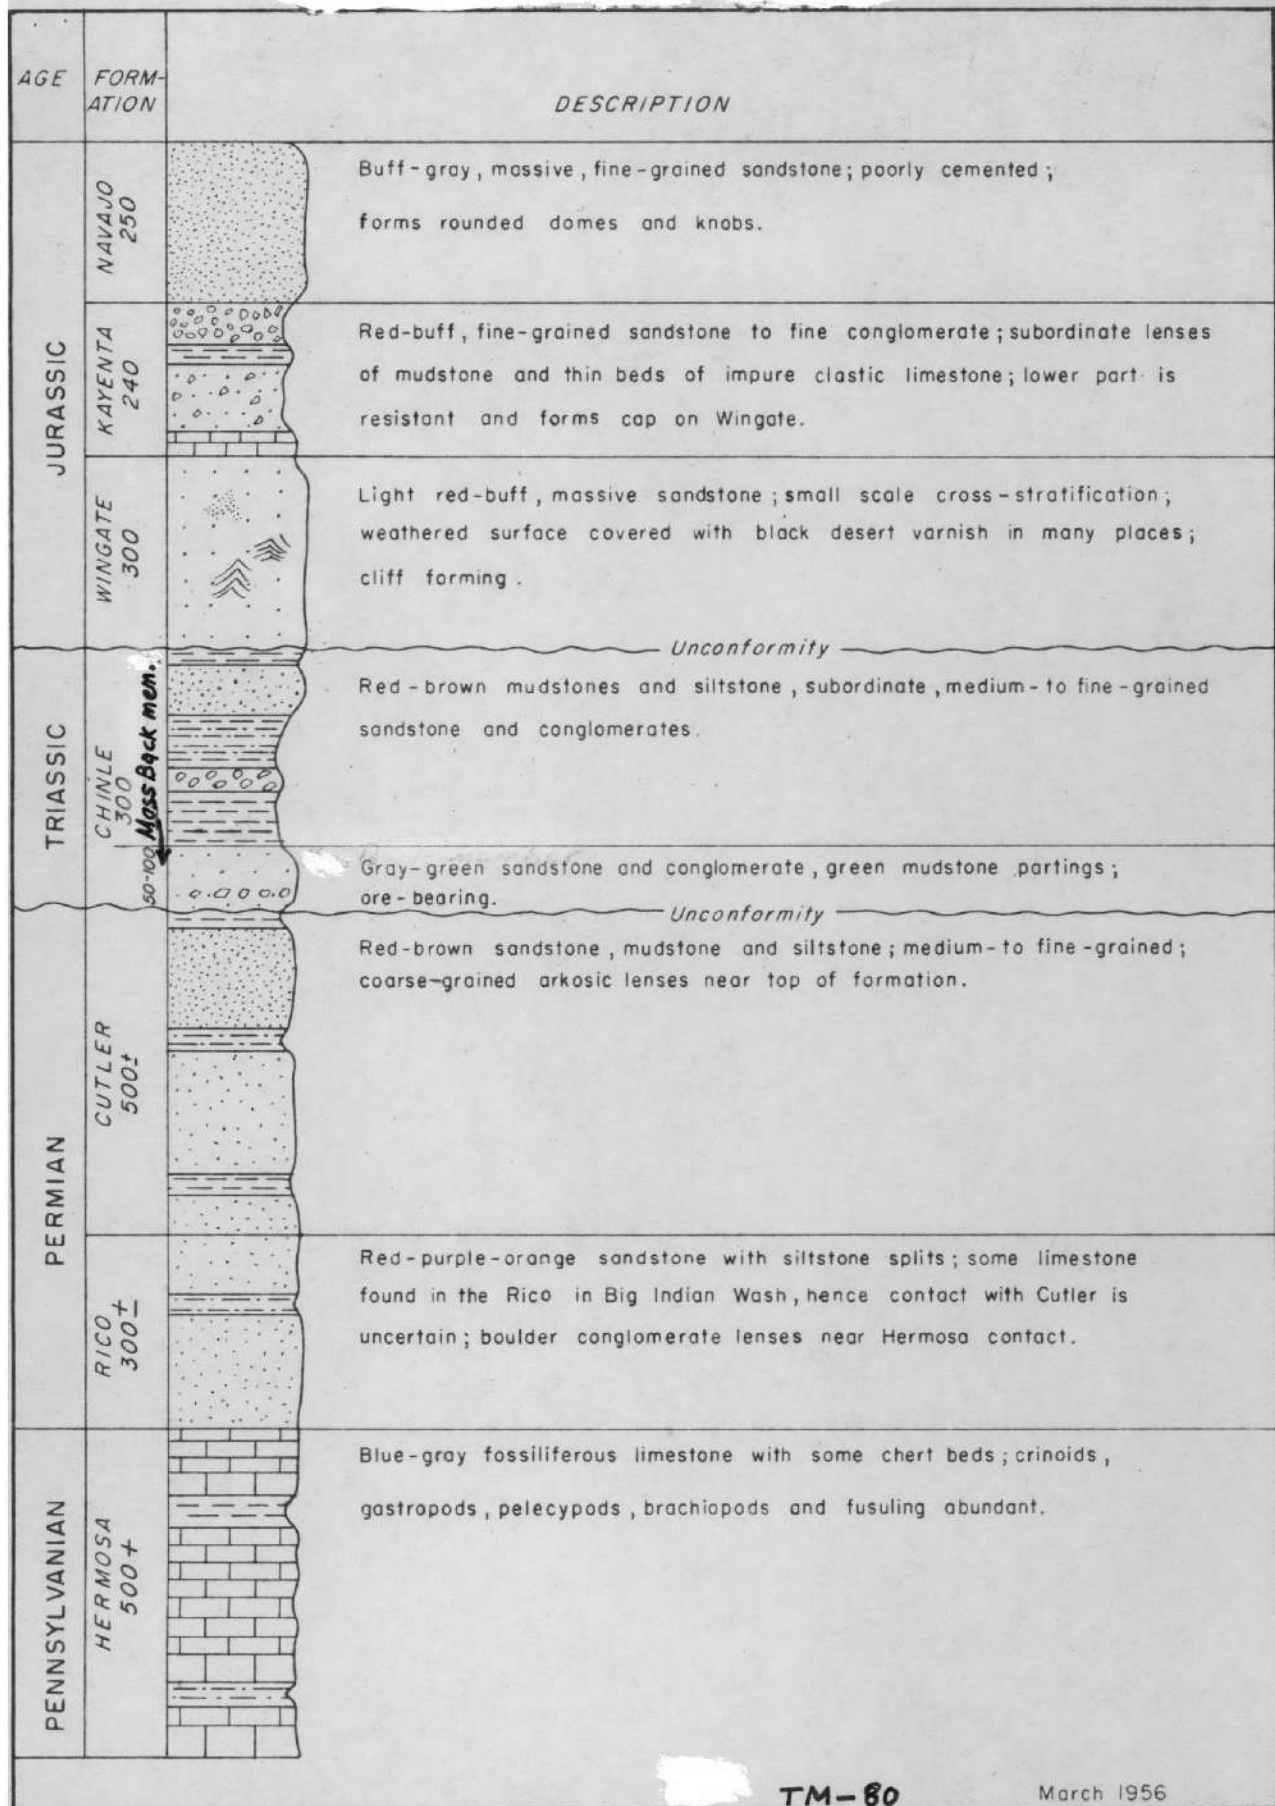 AGE
FORM-
ATION
DESCRIPTION
JURASSIC
NAVAJO
250
Buff-gray, massive, fine-grained sandstone; poorly cemented;
forms rounded domes and knobs.
KAYENTA
240
Red-buff, fine-grained sandstone to fine conglomerate; subordinate lenses
of mudstone and thin beds of impure clastic limestone; lower part is
resistant and forms cap on Wingate.
WINGATE
300
Light red-buff, massive sandstone; small scale cross-stratification;
weathered surface covered with black desert varnish in many places;
cliff forming.
Unconformity
TRIASSIC
CHINLE
300
Moss Back mem.
50-100
Red-brown mudstones and siltstone, subordinate, medium- to fine-grained
sandstone and conglomerates.
Gray-green sandstone and conglomerate, green mudstone partings;
ore-bearing.
Unconformity
PERMIAN
CUTLER
500±
Red-brown sandstone, mudstone and siltstone; medium- to fine-grained;
coarse-grained arkosic lenses near top of formation.
RICO
300±
Red-purple-orange sandstone with siltstone splits; some limestone
found in the Rico in Big Indian Wash, hence contact with Cutler is
uncertain; boulder conglomerate lenses near Hermosa contact.
PENNSYLVANIAN
HERMOSA
500+
Blue-gray fossiliferous limestone with some chert beds; crinoids,
gastropods, pelecypods, brachiopods and fusuling abundant.
TM-80
March 1956